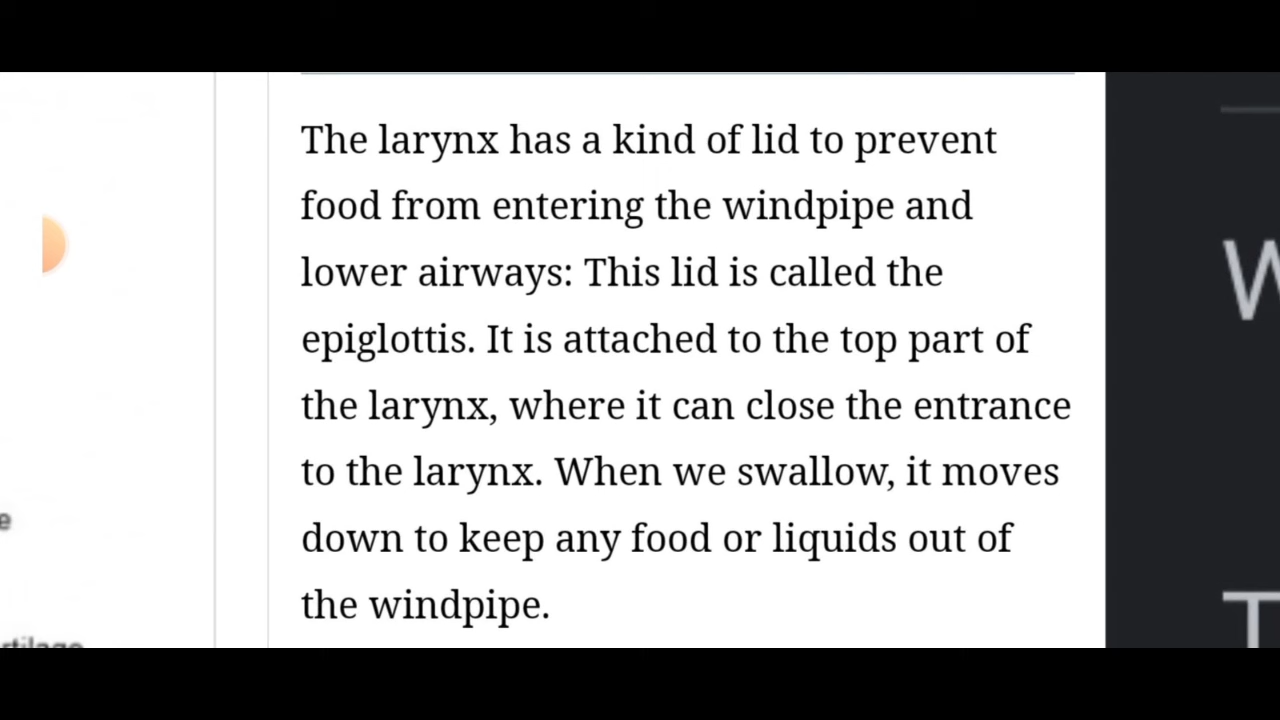 The larynx has a kind of lid to prevent
food from entering the windpipe and
lower airways: This lid is called the
epiglottis. It is attached to the top part of
the larynx, where it can close the entrance
to the larynx. When we swallow, it moves
down to keep any food or liquids out of
the windpipe.